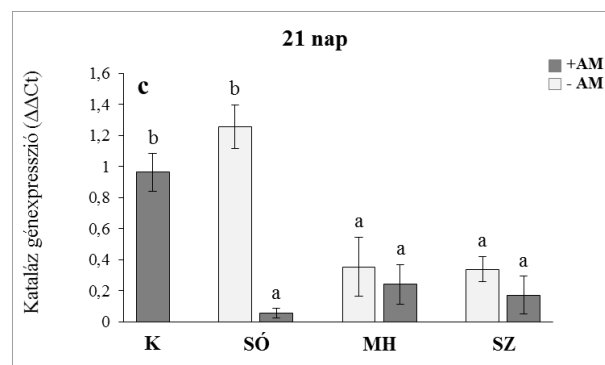 21 nap
+AM
- AM
Kataláz génexpresszió (ΔΔCt)
1,6
1,4
1,2
1
0,8
0,6
0,4
0,2
0
c
b
b
a
a
a
a
a
K
SÓ
MH
SZ